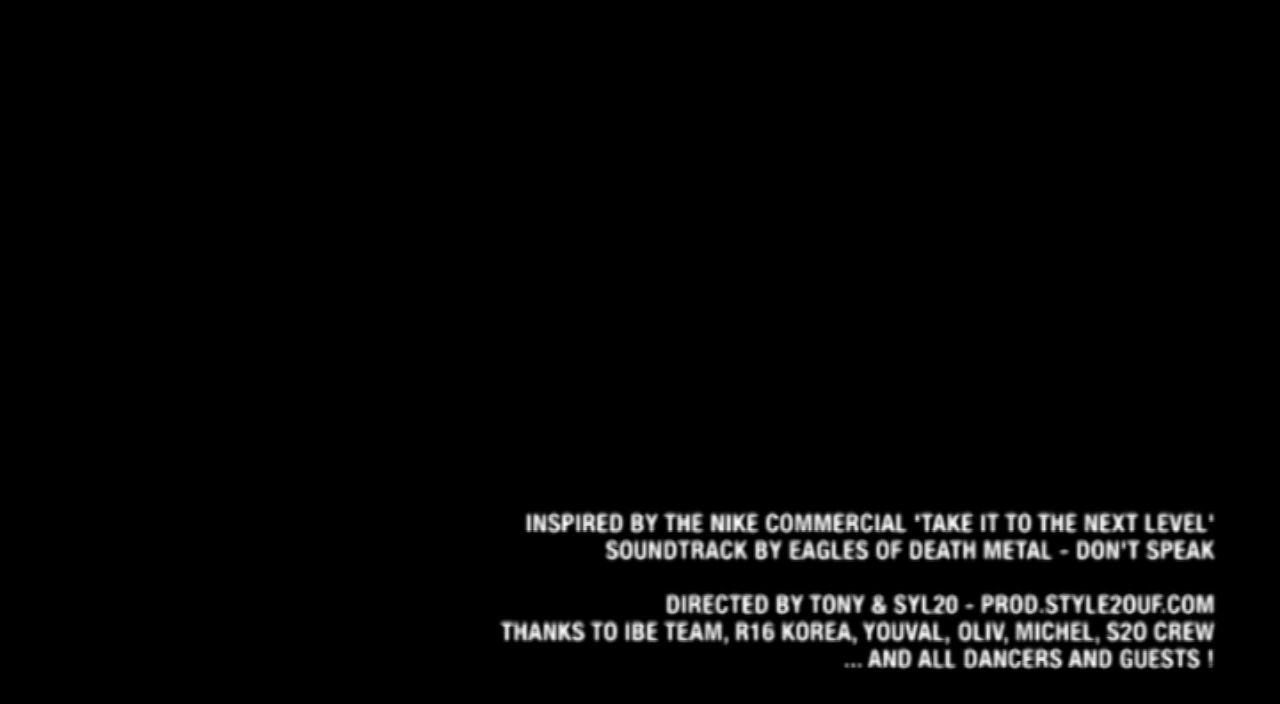 INSPIRED BY THE NIKE COMMERCIAL 'TAKE IT TO THE NEXT LEVEL'
SOUNDTRACK BY EAGLES OF DEATH METAL - DON'T SPEAK
DIRECTED BY TONY & SYL20 - PROD.STYLE2OUF.COM
THANKS TO IBE TEAM, R16 KOREA, YOUVAL, OLIV, MICHEL, S2O CREW
... AND ALL DANCERS AND GUESTS !